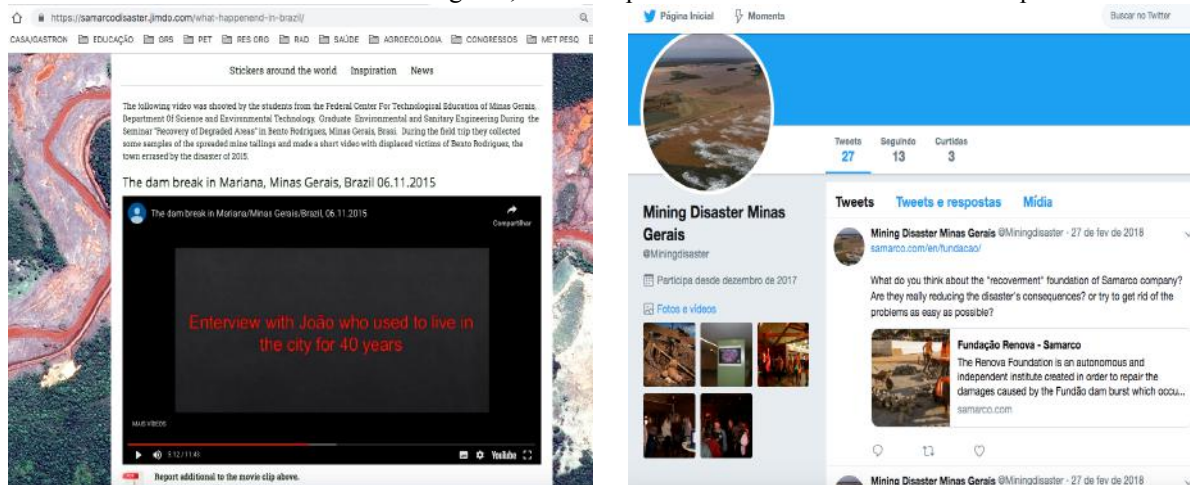 https://samarcodisaster.jimdo.com/what-happenend-in-brazil/
CASA/GASTRON EDUCAÇÃO GRS PET RES ORG RAD SAÚDE AGROECOLOGIA CONGRESSOS MET PESQ
Stickers around the world Inspiration News
The following video was shooted by the students from the Federal Center For Technological Education of Minas Gerais,
Department Of Science and Environmental Technology, Graduate Environmental and Sanitary Engineering During the
Seminar "Recovery of Degraded Areas" in Bento Rodrigues, Minas Gerais, Brasi. During the field trip they collected
some samples of the spreaded mine tailings and made a short video with displaced victims of Bento Rodriguez, the
town errased by the disaster of 2015.
The dam break in Mariana, Minas Gerais, Brazil 06.11.2015
The dam break in Mariana/Minas Gerais/Brazil, 06.11.2015
Compartilhar
Enterview with João who used to live in
the city for 40 years
MAIS VÍDEOS
5:12 / 11:43
YouTube
Report additional to the movie clip above.
Página Inicial Moments
Buscar no Twitter
Tweets Seguindo Curtidas
27 13 3
Mining Disaster Minas
Gerais
@Miningdisaster
Participa desde dezembro de 2017
Fotos e vídeos
Tweets Tweets e respostas Mídia
Mining Disaster Minas Gerais @Miningdisaster · 27 de fev de 2018
samarco.com/en/fundacao/
What do you think about the "recoverment" foundation of Samarco company?
Are they really reducing the disaster's consequences? or try to get rid of the
problems as easy as possible?
Fundação Renova - Samarco
The Renova Foundation is an autonomous and
independent institute created in order to repair the
damages caused by the Fundão dam burst which occu...
samarco.com
Mining Disaster Minas Gerais @Miningdisaster · 27 de fev de 2018